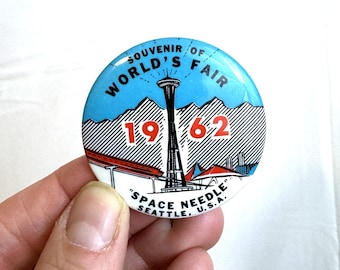 SOUVENIR OF
WORLD'S FAIR
1962
"SPACE NEEDLE"
SEATTLE, U.S.A.